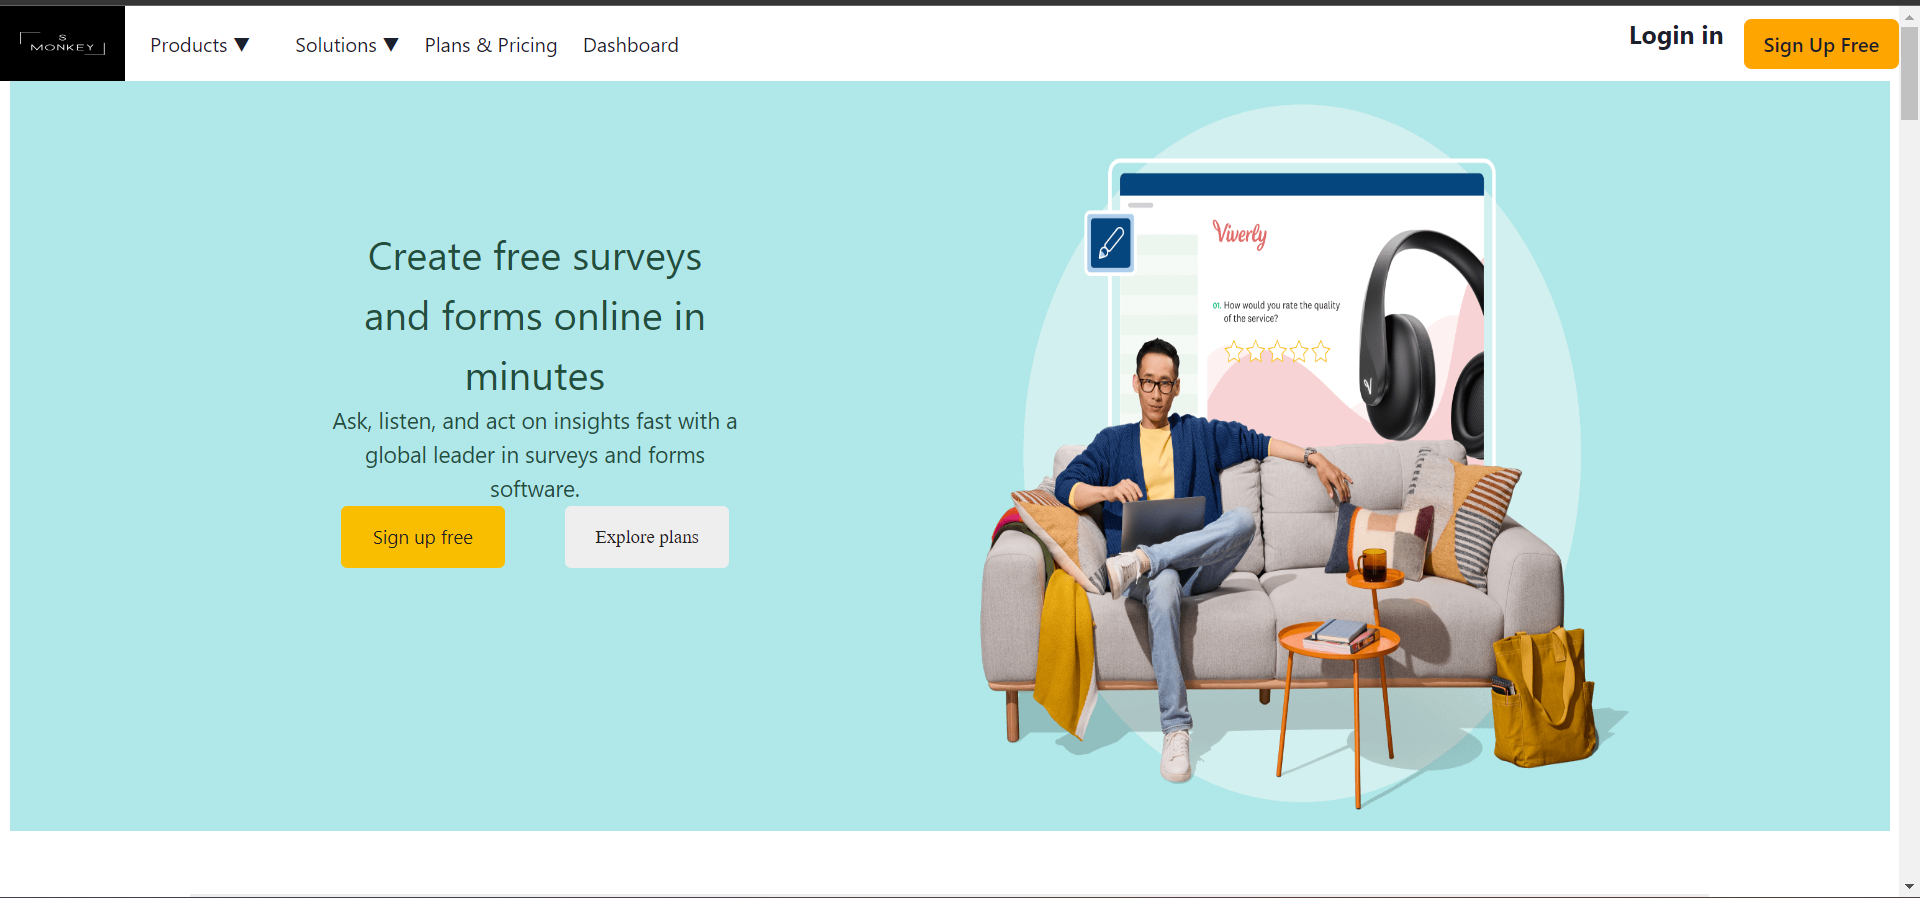 S
MONKEY
Products ▼
Solutions ▼
Plans & Pricing
Dashboard
Login in
Sign Up Free
Create free surveys
and forms online in
minutes
Ask, listen, and act on insights fast with a
global leader in surveys and forms
software.
Sign up free
Explore plans
Viverly
01. How would you rate the quality
of the service?